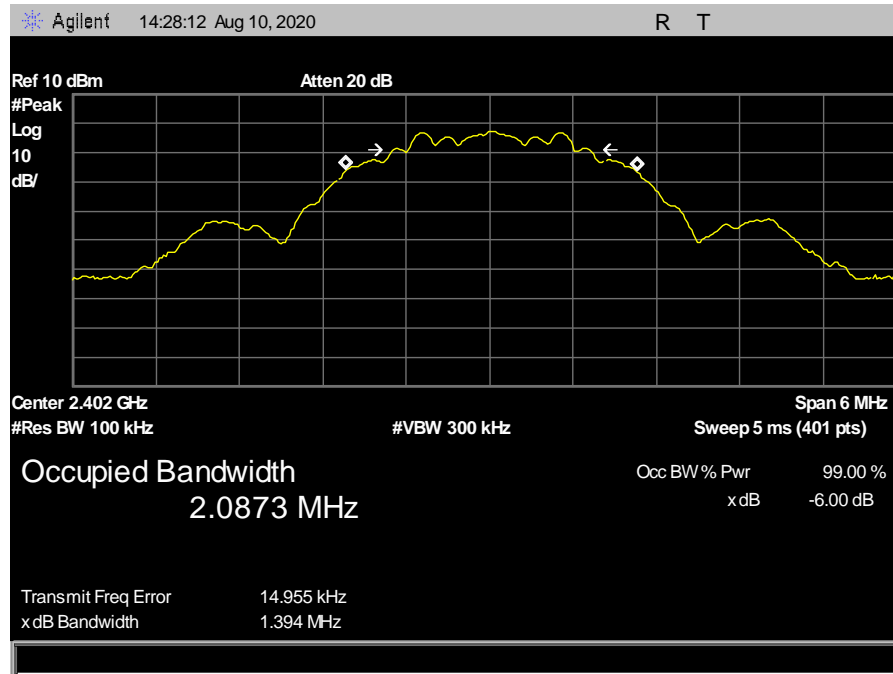 Agilent 14:28:12 Aug 10, 2020 R T
Ref 10 dBm Atten 20 dB
#Peak
Log
10
dB/
Center 2.402 GHz Span 6 MHz
#Res BW 100 kHz #VBW 300 kHz Sweep 5 ms (401 pts)
Occupied Bandwidth Occ BW % Pwr 99.00 %
2.0873 MHz x dB -6.00 dB
Transmit Freq Error 14.955 kHz
x dB Bandwidth 1.394 MHz